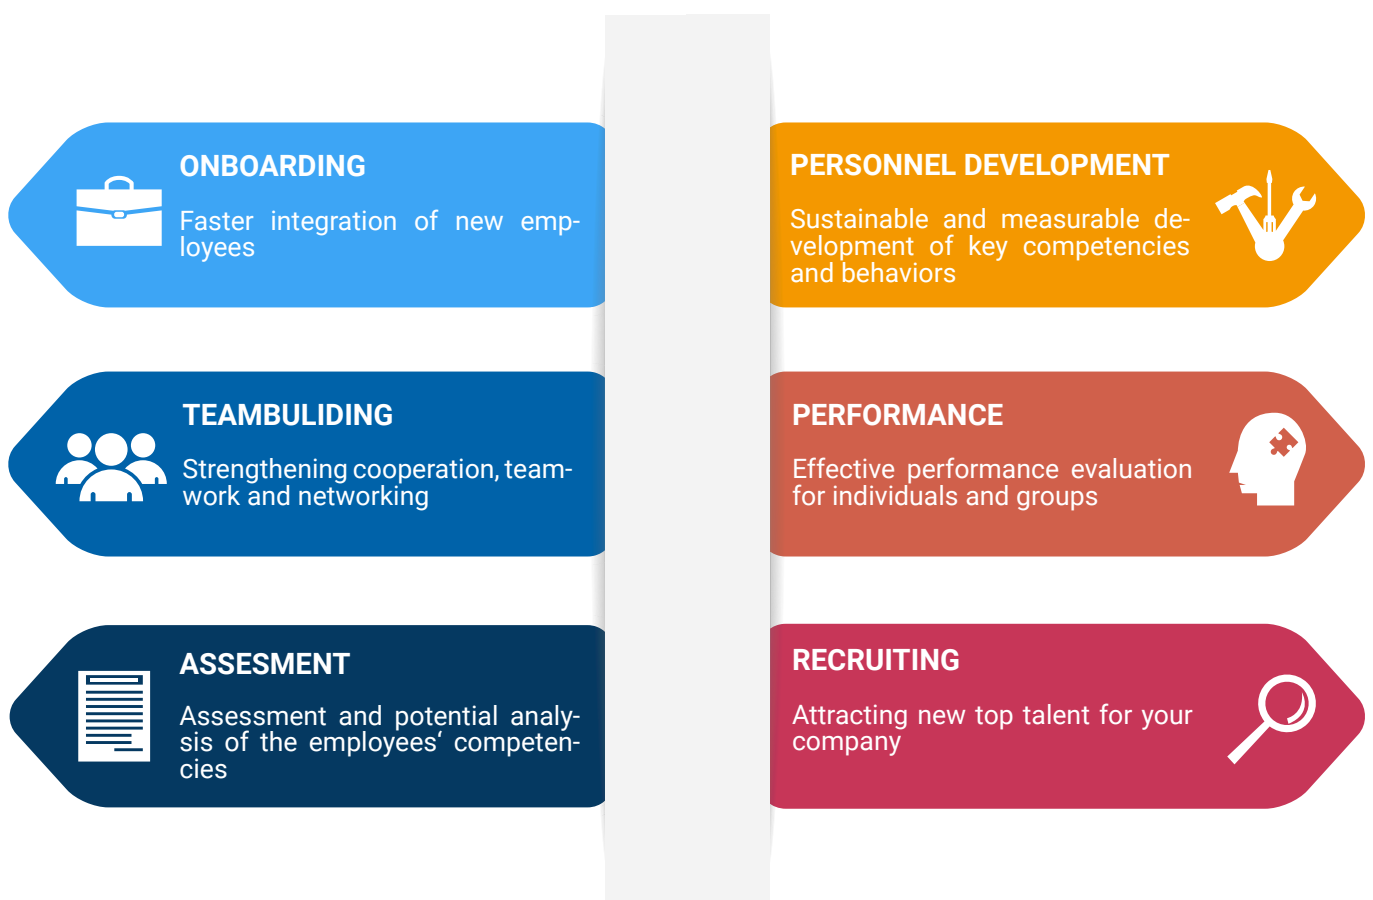 ONBOARDING
Faster integration of new emp-
loyees
TEAMBULIDING
Strengthening cooperation, team-
work and networking
ASSESMENT
Assessment and potential analy-
sis of the employees‘ competen-
cies
PERSONNEL DEVELOPMENT
Sustainable and measurable de-
velopment of key competencies
and behaviors
PERFORMANCE
Effective performance evaluation
for individuals and groups
RECRUITING
Attracting new top talent for your
company